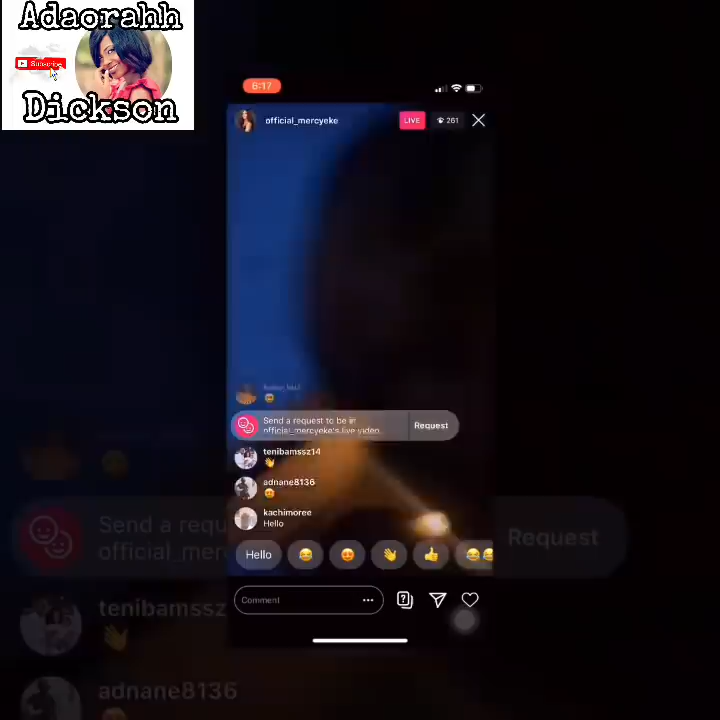 Adaorahh
Subscribe
Dickson
6:17
official_mercyeke
LIVE
261
Send a request to be in
official_mercyeke's live video.
Request
tenibamssz14
adnane8136
kachimoree
Hello
Hello
Comment
Send a requ
official_mer
Request
tenibamssz
adnane8136